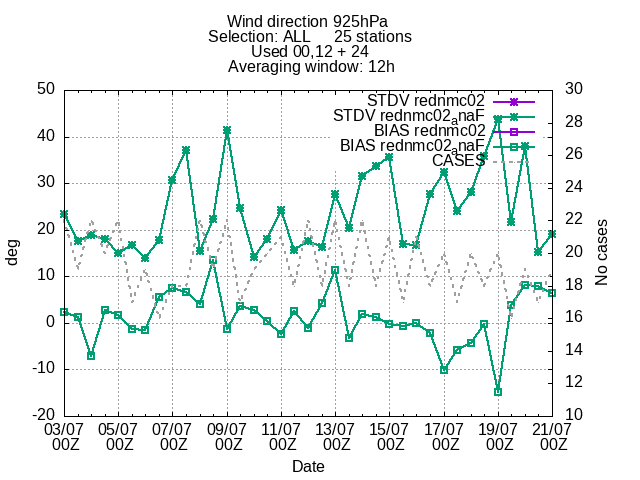 Wind direction 925hPa
Selection: ALL 25 stations
Used 00,12 + 24
Averaging window: 12h
STDV rednmc02
STDV rednmc02anaF
BIAS rednmc02
BIAS rednmc02anaF
CASES
50
40
30
20
10
0
-10
-20
deg
30
28
26
24
22
20
18
16
14
12
10
No cases
03/07 05/07 07/07 09/07 11/07 13/07 15/07 17/07 19/07 21/07
00Z 00Z 00Z 00Z 00Z 00Z 00Z 00Z 00Z 00Z
Date